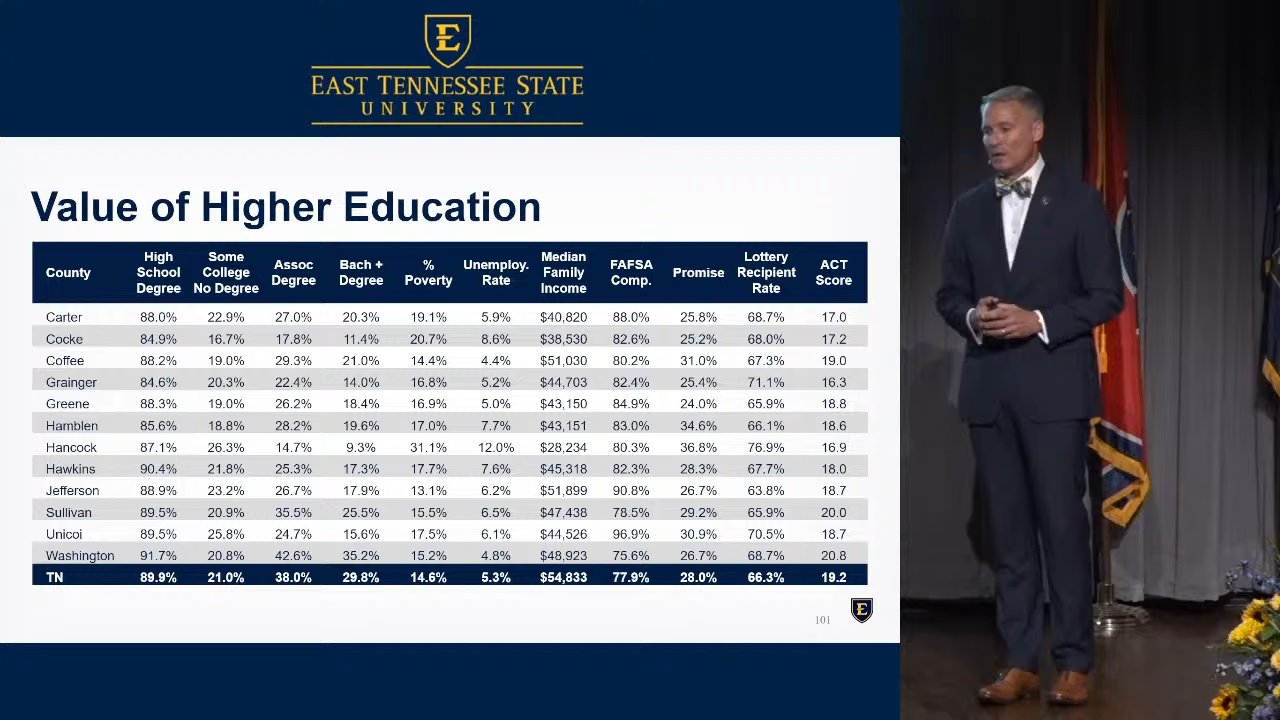 E
EAST TENNESSEE STATE
UNIVERSITY
Value of Higher Education
County High School Degree Some College No Degree Assoc Degree Bach + Degree % Poverty Unemploy. Rate Median Family Income FAFSA Comp. Promise Lottery Recipient Rate ACT Score
Carter 88.0% 22.9% 27.0% 20.3% 19.1% 5.9% $40,820 88.0% 25.8% 68.7% 17.0
Cocke 84.9% 16.7% 17.8% 11.4% 20.7% 8.6% $38,530 82.6% 25.2% 68.0% 17.2
Coffee 88.2% 19.0% 29.3% 21.0% 14.4% 4.4% $51,030 80.2% 31.0% 67.3% 19.0
Grainger 84.6% 20.3% 22.4% 14.0% 16.8% 5.2% $44,703 82.4% 25.4% 71.1% 16.3
Greene 88.3% 19.0% 26.2% 18.4% 16.9% 5.0% $43,150 84.9% 24.0% 65.9% 18.8
Hamblen 85.6% 18.8% 28.2% 19.6% 17.0% 7.7% $43,151 83.0% 34.6% 66.1% 18.6
Hancock 87.1% 26.3% 14.7% 9.3% 31.1% 12.0% $28,234 80.3% 36.8% 76.9% 16.9
Hawkins 90.4% 21.8% 25.3% 17.3% 17.7% 7.6% $45,318 82.3% 28.3% 67.7% 18.0
Jefferson 88.9% 23.2% 26.7% 17.9% 13.1% 6.2% $51,899 90.8% 26.7% 63.8% 18.7
Sullivan 89.5% 20.9% 35.5% 25.5% 15.5% 6.5% $47,438 78.5% 29.2% 65.9% 20.0
Unicoi 89.5% 25.8% 24.7% 15.6% 17.5% 6.1% $44,526 96.9% 30.9% 70.5% 18.7
Washington 91.7% 20.8% 42.6% 35.2% 15.2% 4.8% $48,923 75.6% 26.7% 68.7% 20.8
TN 89.9% 21.0% 38.0% 29.8% 14.6% 5.3% $54,833 77.9% 28.0% 66.3% 19.2
101
E